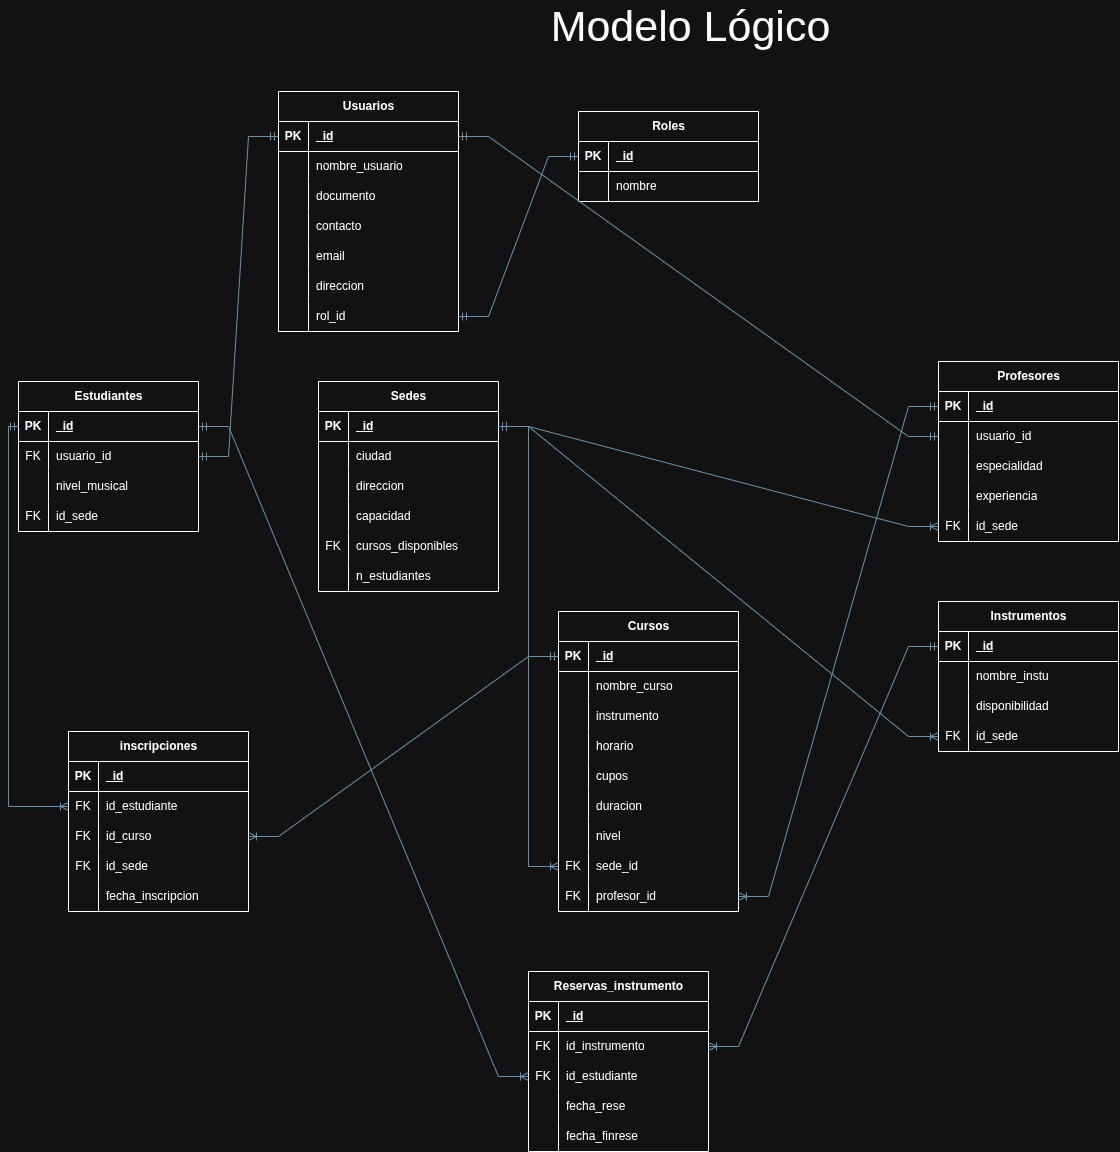 Modelo Lógico
Usuarios
PK _id
nombre_usuario
documento
contacto
email
direccion
rol_id
Roles
PK _id
nombre
Estudiantes
PK _id
FK usuario_id
nivel_musical
FK id_sede
Sedes
PK _id
ciudad
direccion
capacidad
FK cursos_disponibles
n_estudiantes
Profesores
PK _id
usuario_id
especialidad
experiencia
FK id_sede
Cursos
PK _id
nombre_curso
instrumento
horario
cupos
duracion
nivel
FK sede_id
FK profesor_id
Instrumentos
PK _id
nombre_instu
disponibilidad
FK id_sede
inscripciones
PK _id
FK id_estudiante
FK id_curso
FK id_sede
fecha_inscripcion
Reservas_instrumento
PK _id
FK id_instrumento
FK id_estudiante
fecha_rese
fecha_finrese